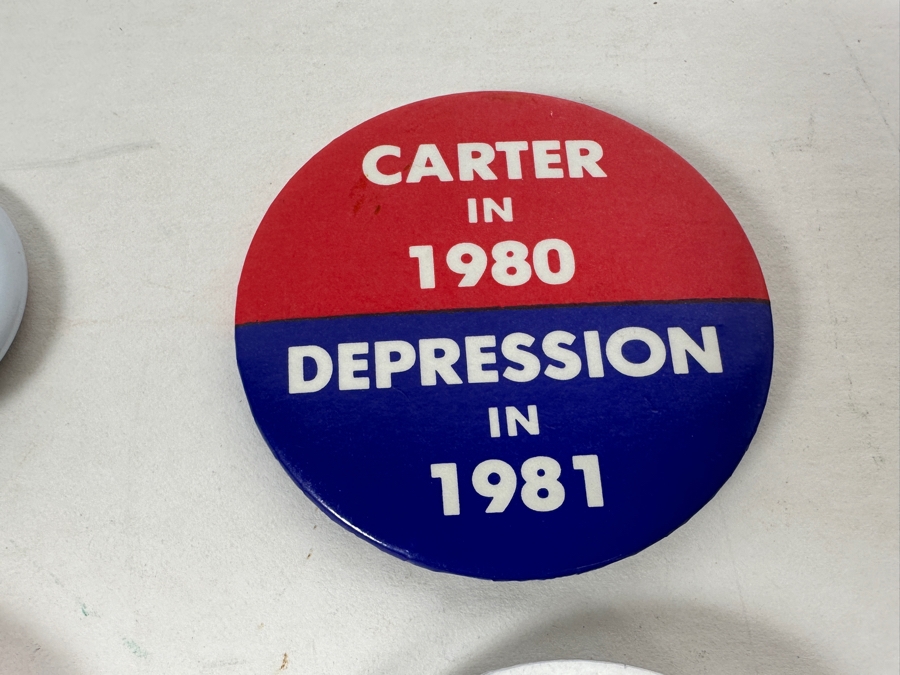 CARTER
IN
1980
DEPRESSION
IN
1981